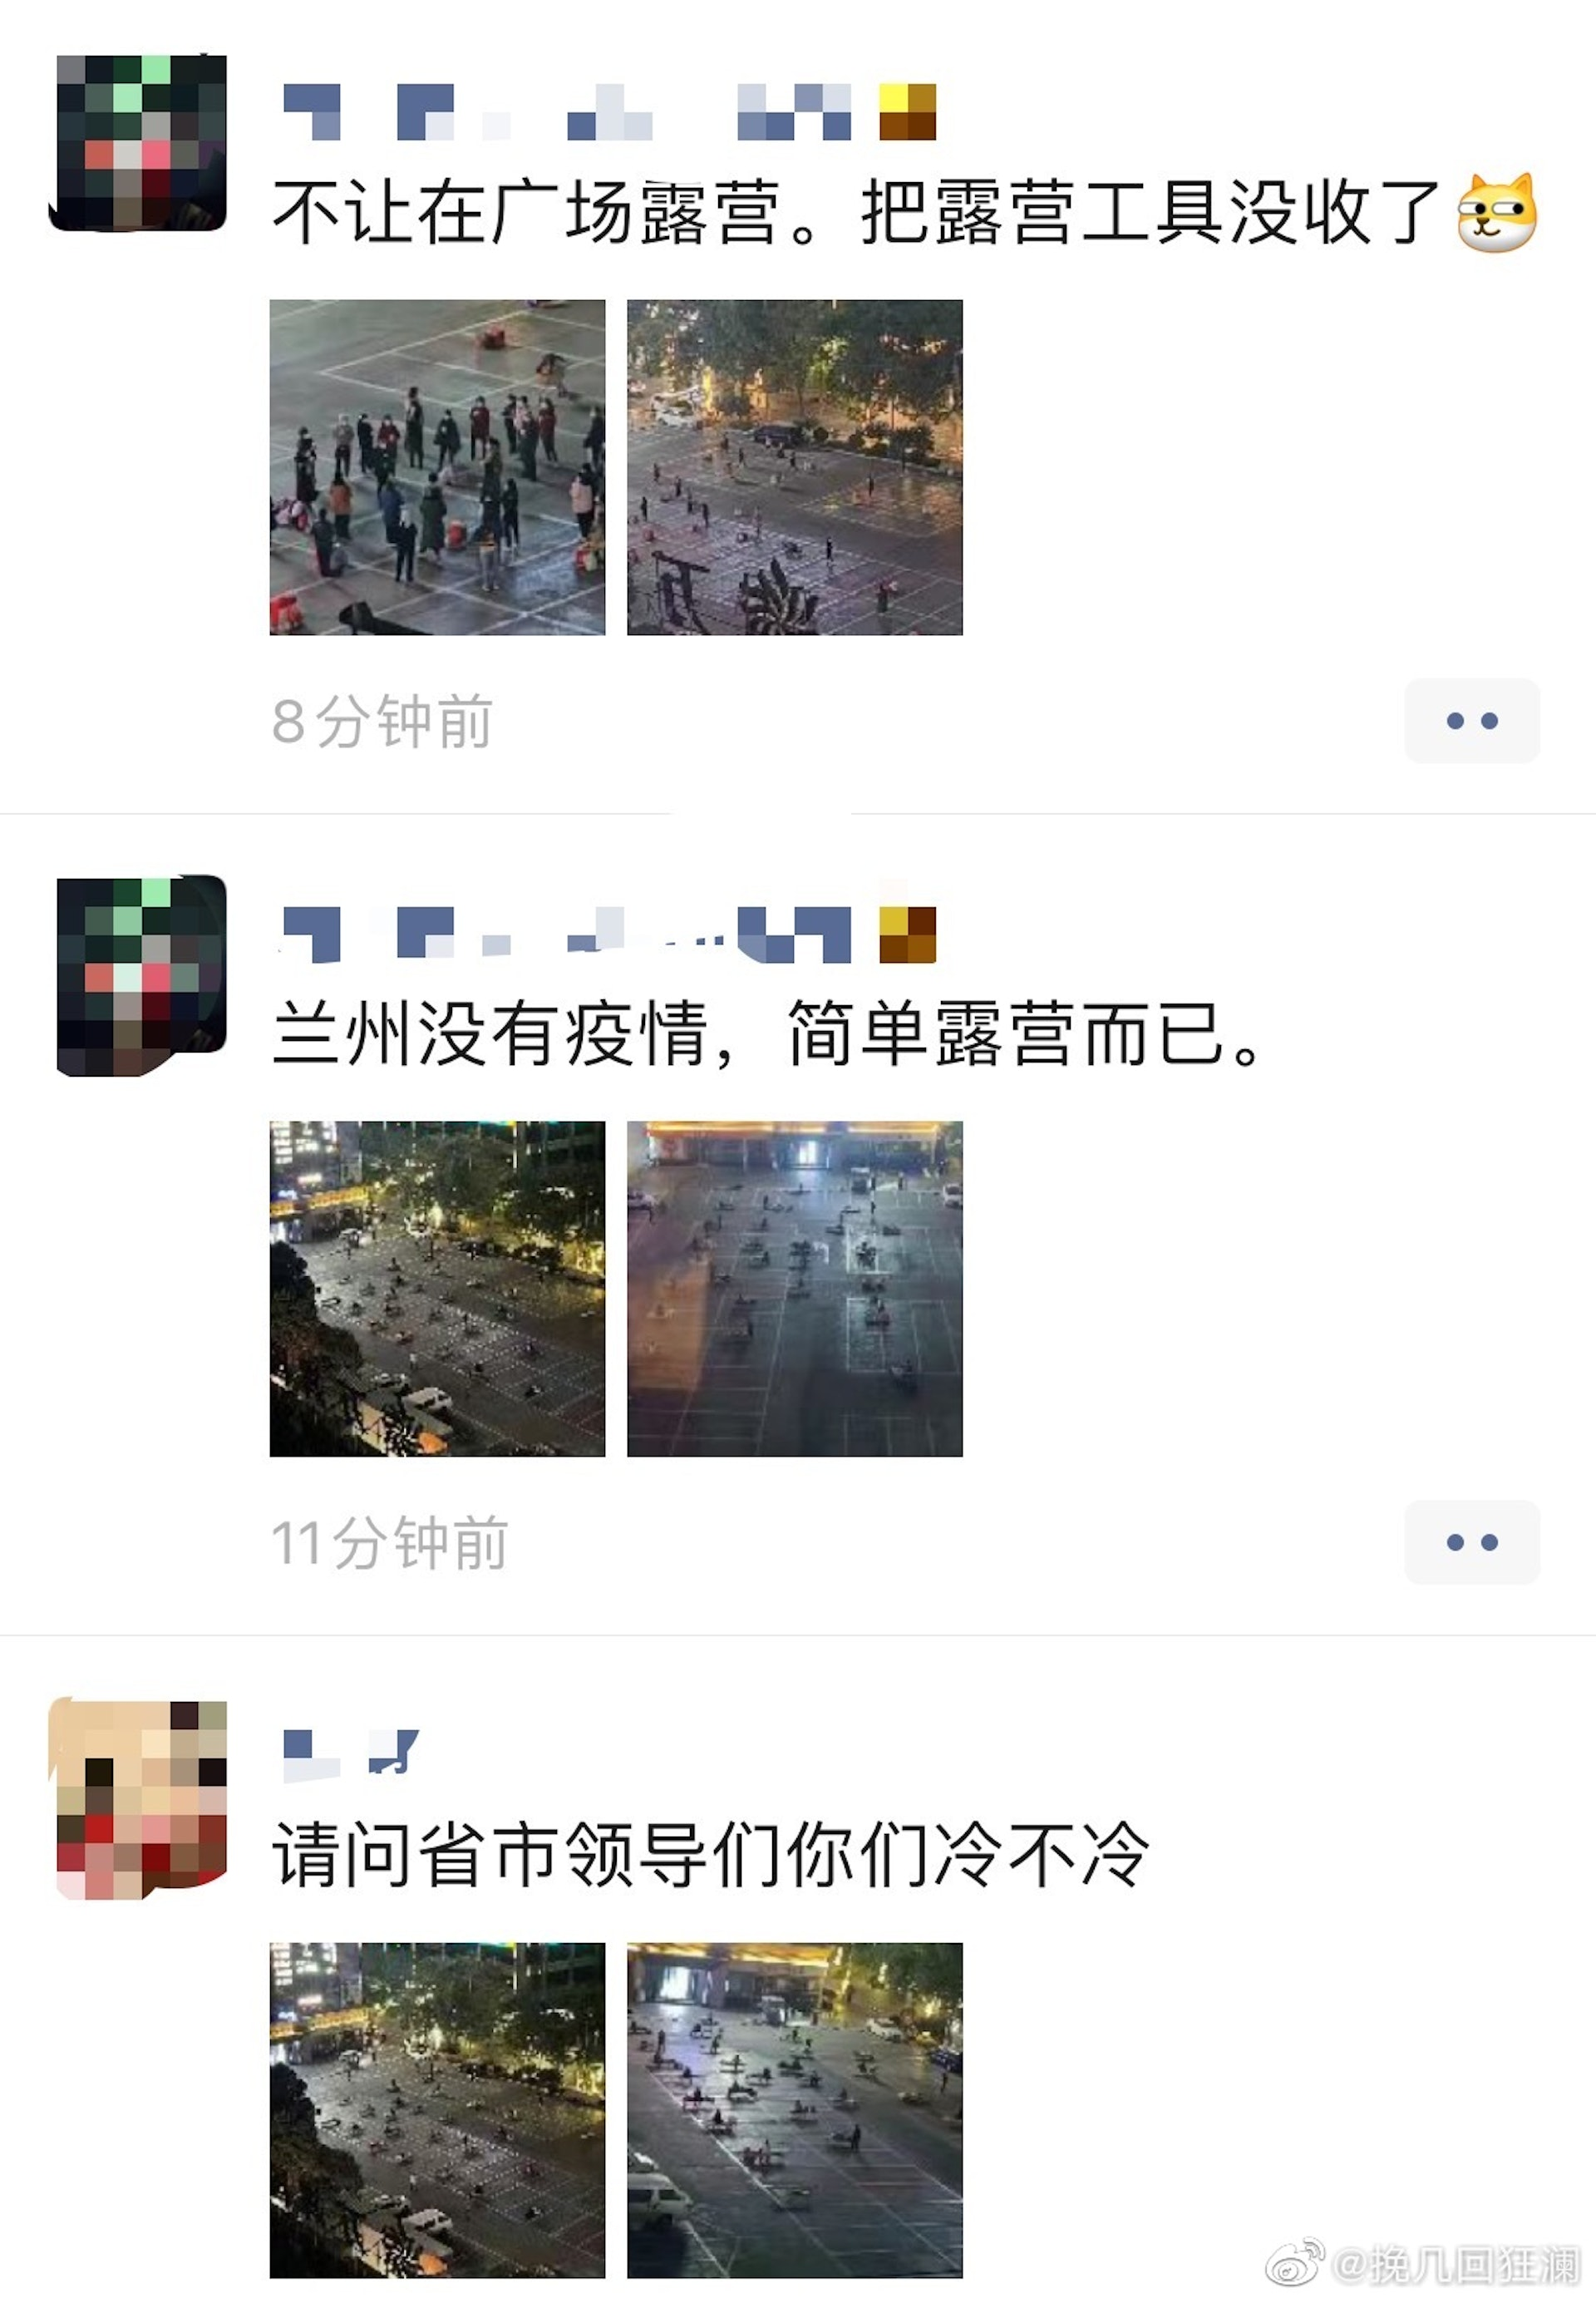 不让在广场露营。把露营工具没收了
8分钟前
兰州没有疫情，简单露营而已。
11分钟前
请问省市领导们你们冷不冷
@挽几回狂澜